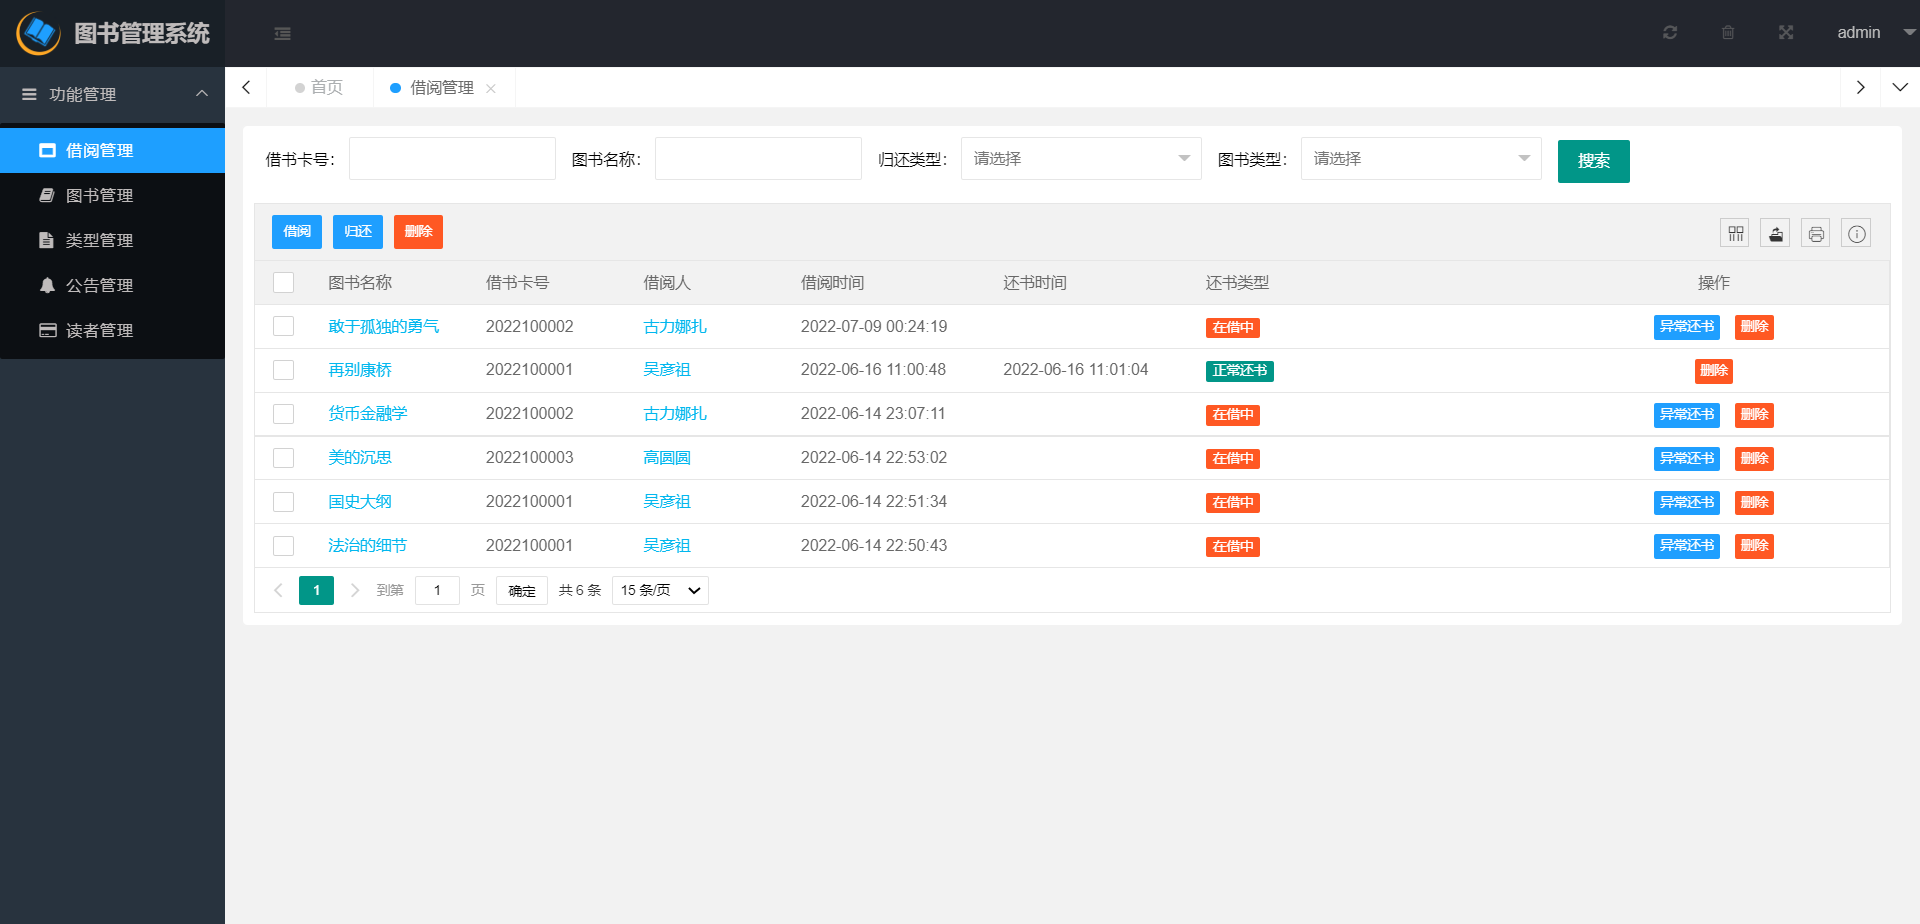 图书管理系统
admin
功能管理
首页
借阅管理
借阅管理
图书管理
类型管理
公告管理
读者管理
借书卡号：
图书名称：
归还类型：
请选择
图书类型：
请选择
搜索
借阅
归还
删除
图书名称
借书卡号
借阅人
借阅时间
还书时间
还书类型
操作
敢于孤独的勇气
2022100002
古力娜扎
2022-07-09 00:24:19
在借中
异常还书
删除
再别康桥
2022100001
吴彦祖
2022-06-16 11:00:48
2022-06-16 11:01:04
正常还书
删除
货币金融学
2022100002
古力娜扎
2022-06-14 23:07:11
在借中
异常还书
删除
美的沉思
2022100003
高圆圆
2022-06-14 22:53:02
在借中
异常还书
删除
国史大纲
2022100001
吴彦祖
2022-06-14 22:51:34
在借中
异常还书
删除
法治的细节
2022100001
吴彦祖
2022-06-14 22:50:43
在借中
异常还书
删除
1
到第
1
页
确定
共 6 条
15 条/页